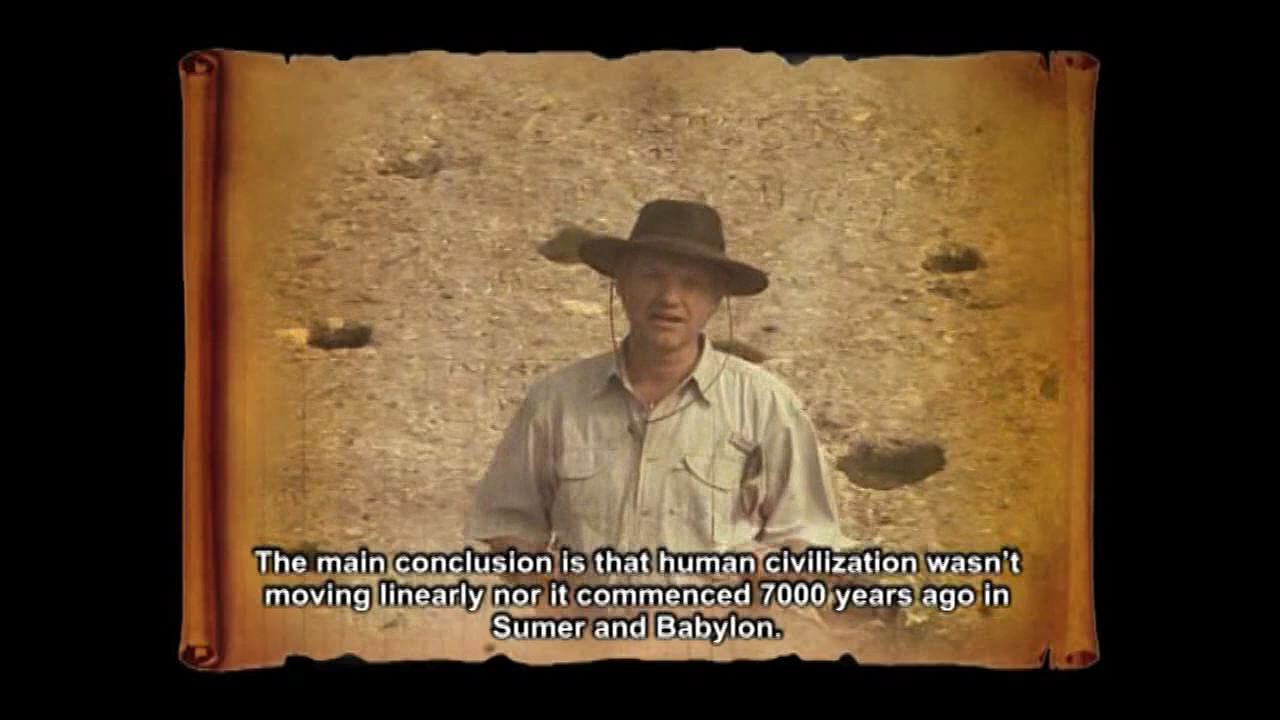 The main conclusion is that human civilization wasn't
moving linearly nor it commenced 7000 years ago in
Sumer and Babylon.